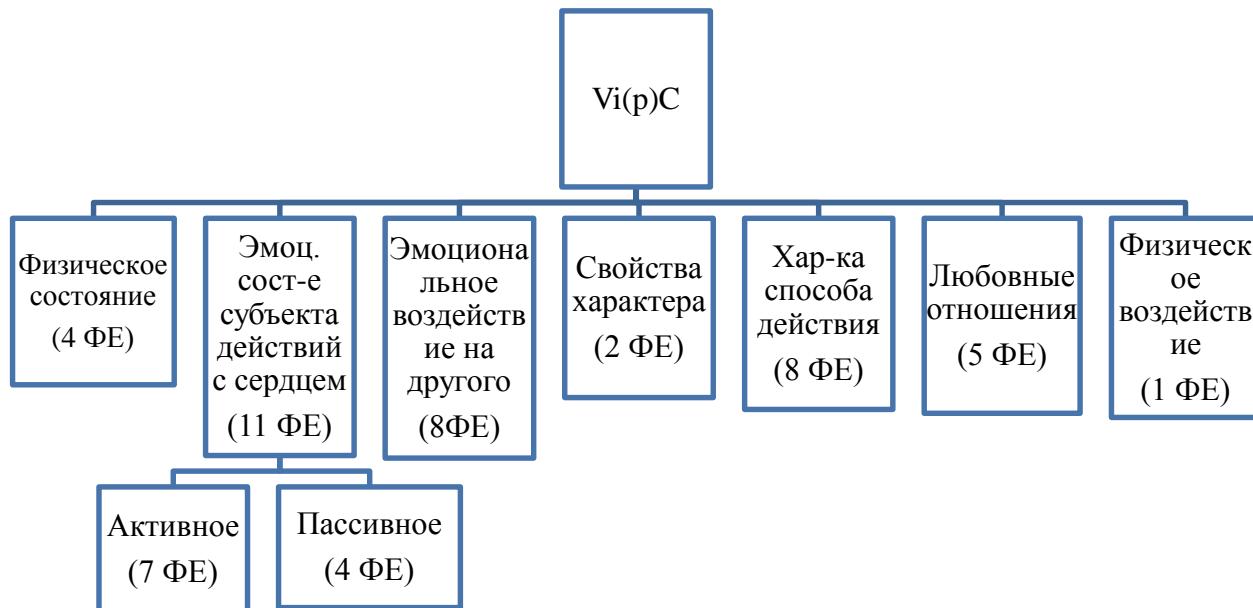 Vi(p)C
Физическое
состояние
(4 ФЕ)
Эмоц.
сост-е
субъекта
действий
с сердцем
(11 ФЕ)
Эмоциона
льное
воздейств
ие на
другого
(8ФЕ)
Свойства
характера
(2 ФЕ)
Хар-ка
способа
действия
(8 ФЕ)
Любовные
отношения
(5 ФЕ)
Физическ
ое
воздейств
ие
(1 ФЕ)
Активное
(7 ФЕ)
Пассивное
(4 ФЕ)